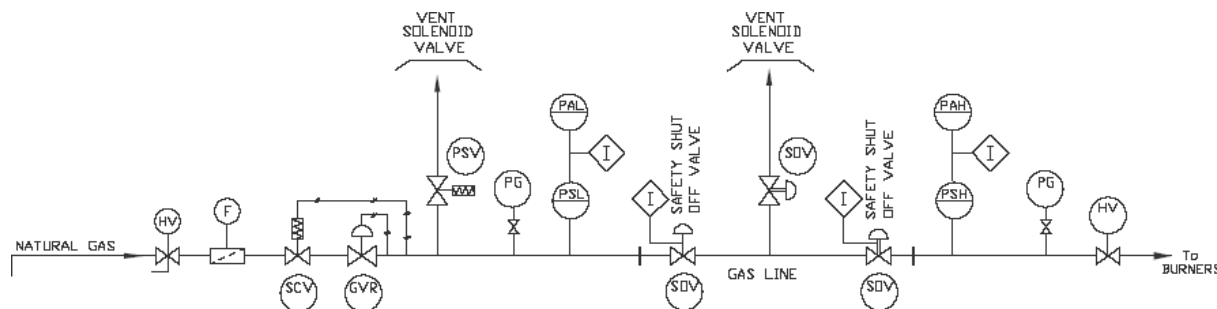 VENT
SOLENOID
VALVE
VENT
SOLENOID
VALVE
PAL
PAH
PSV
SAFETY SHUT
OFF VALVE
SOV
SAFETY SHUT
OFF VALVE
I
I
PG
PSL
I
I
PSH
PG
HV
F
HV
NATURAL GAS
SCV
GVR
SOV
GAS LINE
SOV
To
BURNERS